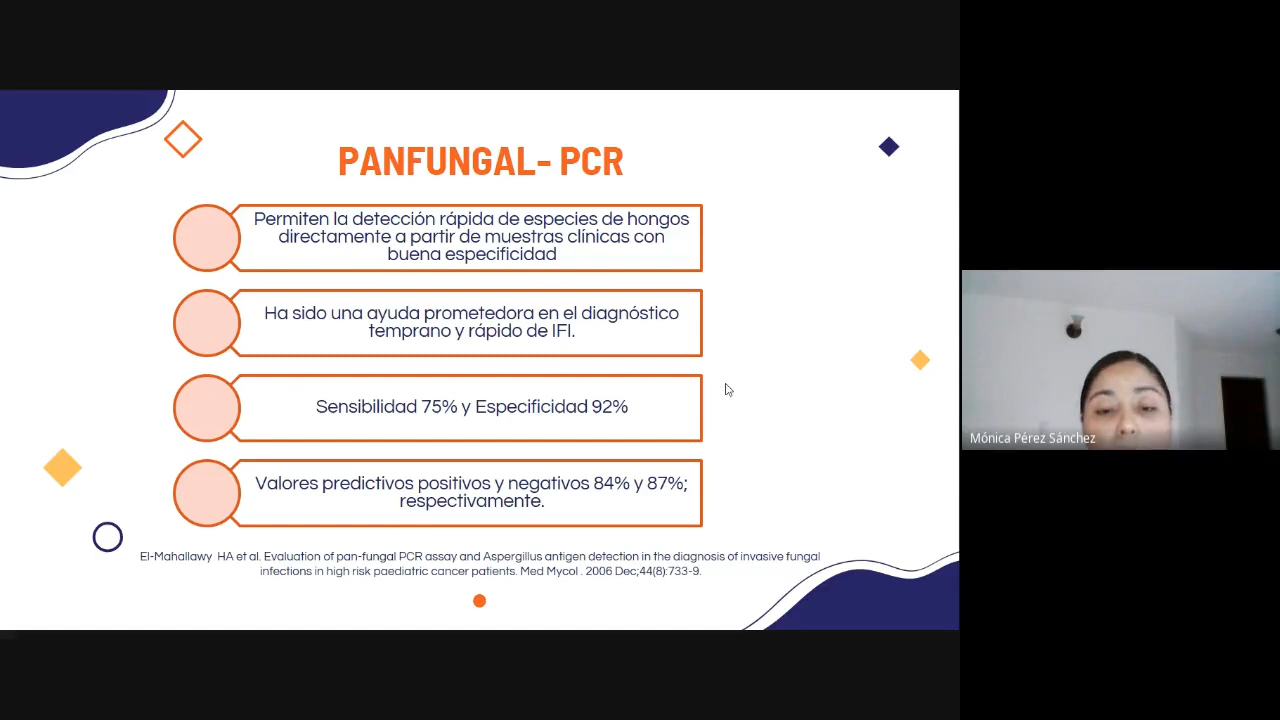 PANFUNGAL- PCR
Permiten la detección rápida de especies de hongos
directamente a partir de muestras clínicas con
buena especificidad
Ha sido una ayuda prometedora en el diagnóstico
temprano y rápido de IFI.
Sensibilidad 75% y Especificidad 92%
Valores predictivos positivos y negativos 84% y 87%;
respectivamente.
El-Mahallawy HA et al. Evaluation of pan-fungal PCR assay and Aspergillus antigen detection in the diagnosis of invasive fungal
infections in high risk paediatric cancer patients. Med Mycol . 2006 Dec;44(8):733-9.
Mónica Pérez Sánchez